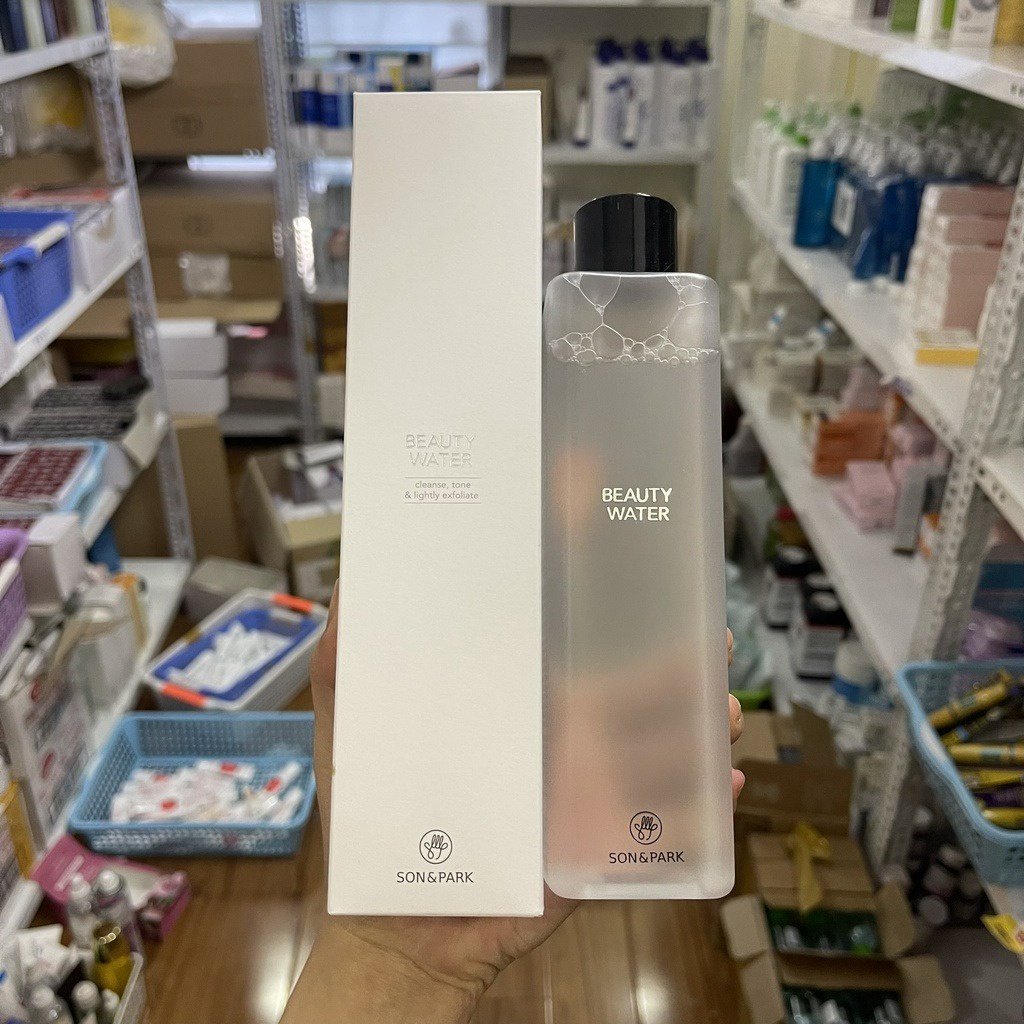 BEAUTY
WATER
cleanse, tone
& lightly exfoliate
SON&PARK
BEAUTY
WATER
SON&PARK